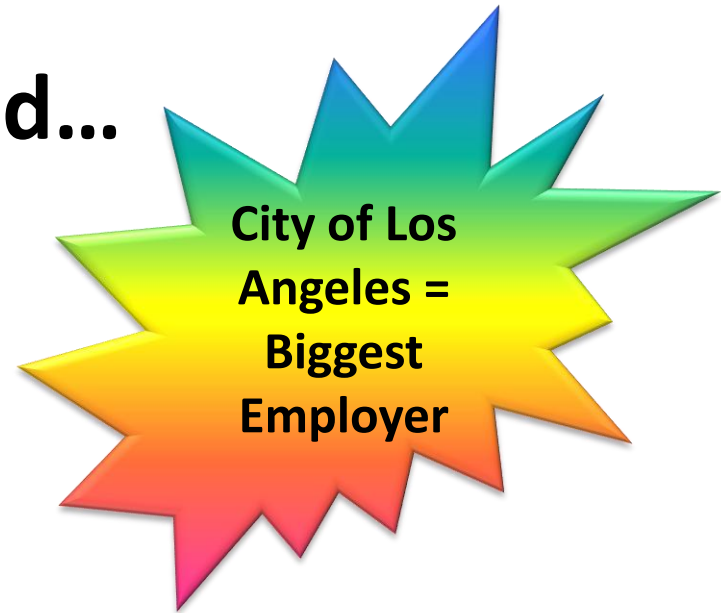 d...
City of Los
Angeles =
Biggest
Employer